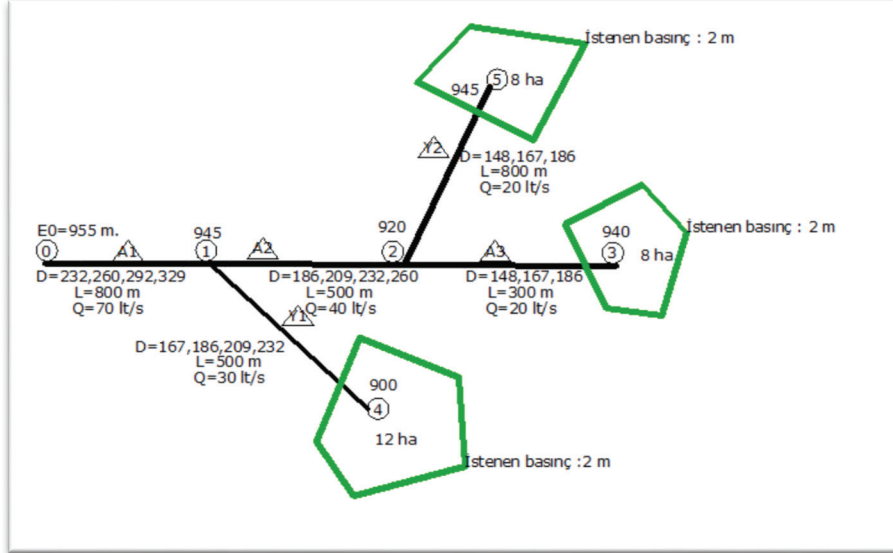 İstenen basınç : 2 m
5
8 ha
945
Y2
D=148,167,186
L=800 m
Q=20 lt/s
E0=955 m.
945
920
940
İstenen basınç : 2 m
0
A1
1
A2
2
A3
3
8 ha
D=232,260,292,329
L=800 m
Q=70 lt/s
D=186,209,232,260
L=500 m
Q=40 lt/s
D=148,167,186
L=300 m
Q=20 lt/s
Y1
D=167,186,209,232
L=500 m
Q=30 lt/s
900
4
12 ha
İstenen basınç :2 m